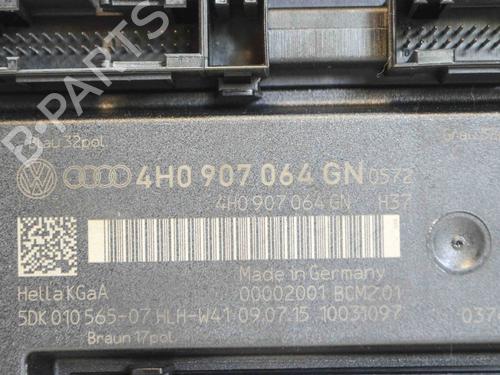 B-PARTS
Blau 32pol
4H0 907 064 GN 0572
4H0 907 064 GN H37
Made in Germany
Hella KGaA 00002001 BCM2.01
5DK 010 565-07 HLH-W41 09.07.15 10031097
Braun 17pol